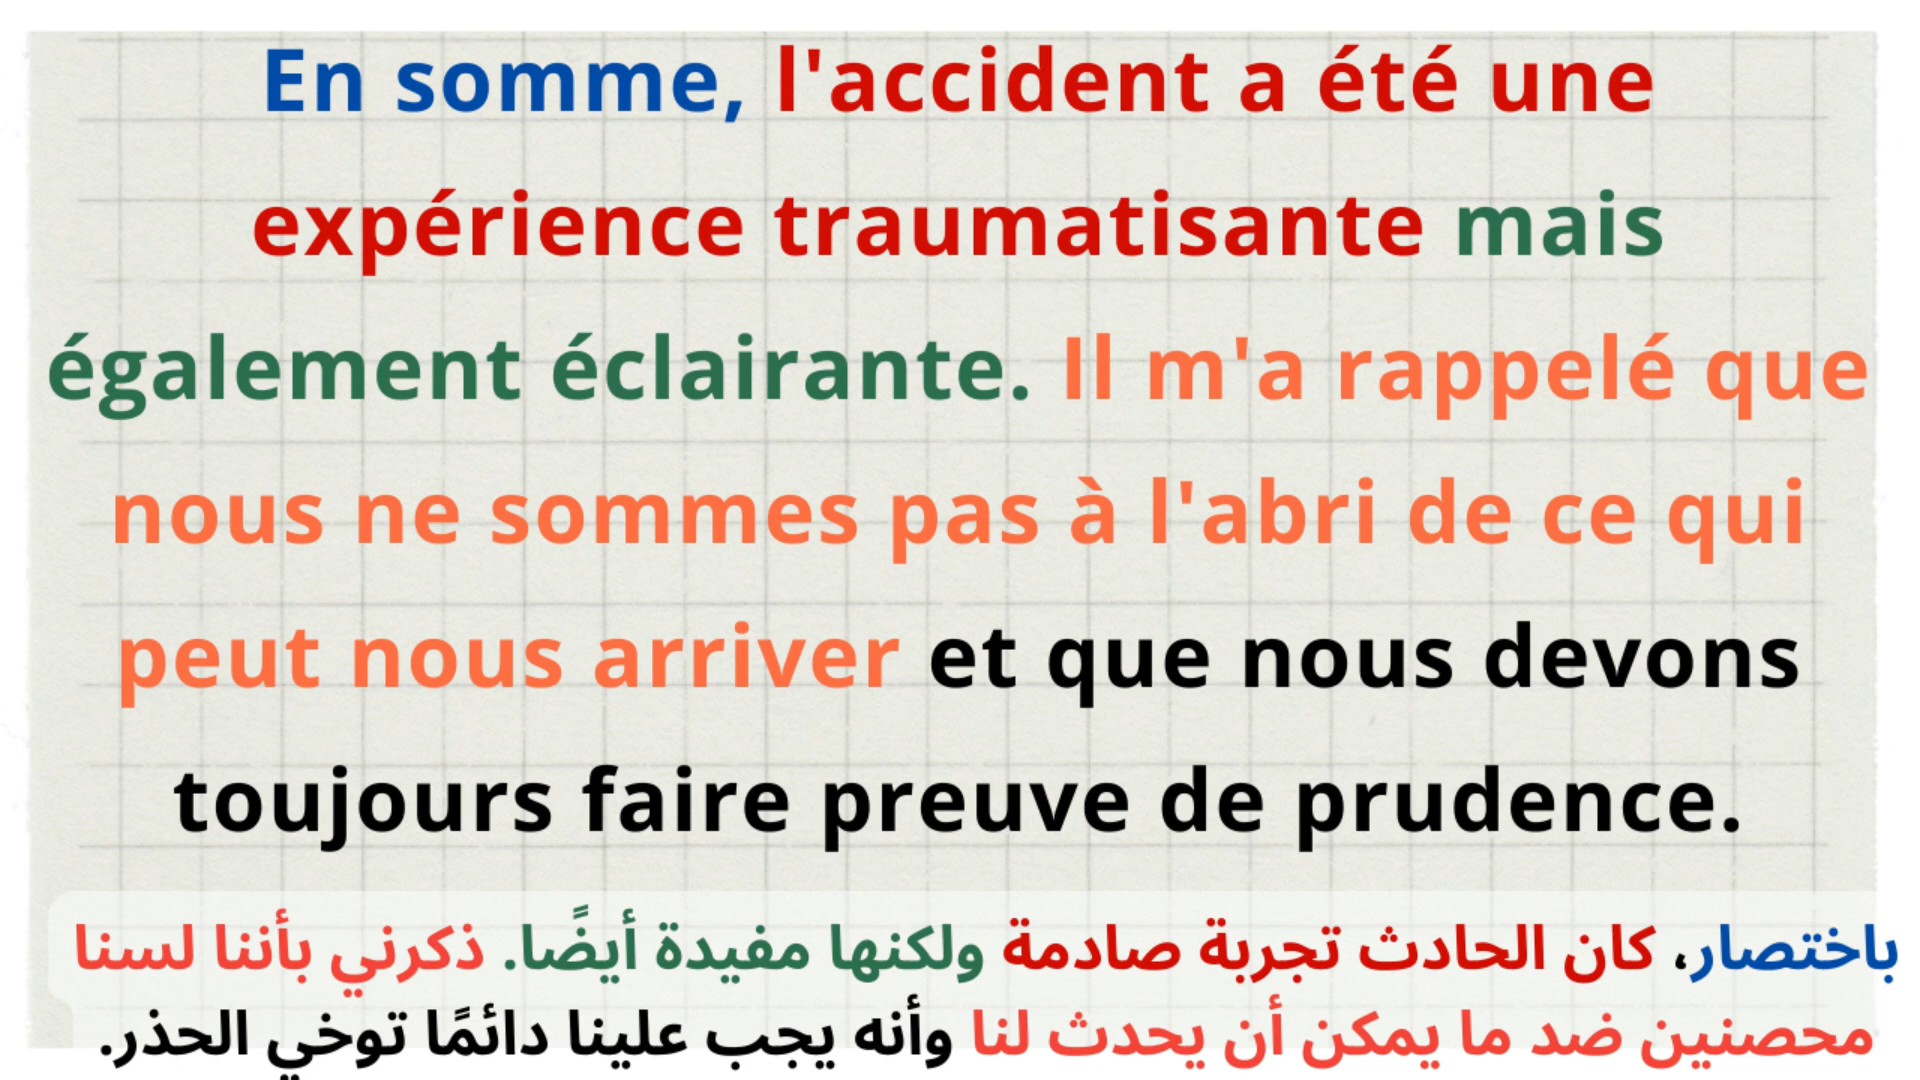 En somme, l'accident a été une
expérience traumatisante mais
également éclairante. Il m'a rappelé que
nous ne sommes pas à l'abri de ce qui
peut nous arriver et que nous devons
toujours faire preuve de prudence.
باختصار، كان الحادث تجربة صادمة ولكنها مفيدة أيضًا. ذكرني بأننا لسنا
محصنين ضد ما يمكن أن يحدث لنا وأنه يجب علينا دائمًا توخي الحذر.